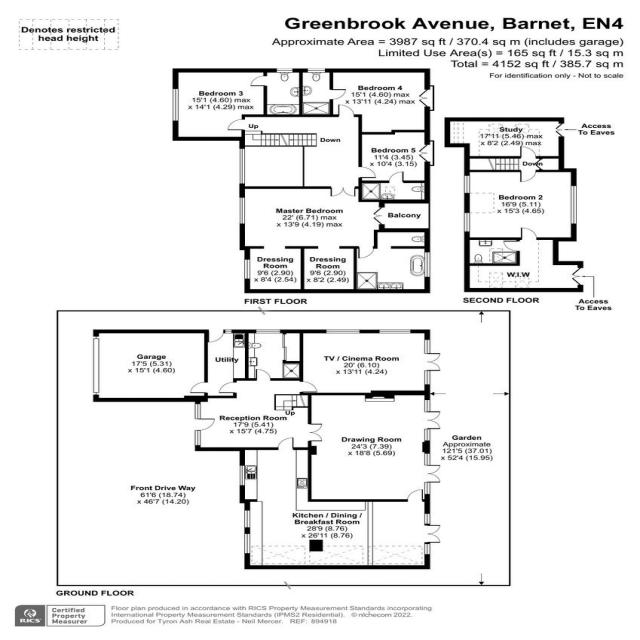 Greenbrook Avenue, Barnet, EN4
Denotes restricted
head height
Approximate Area = 3987 sq ft / 370.4 sq m (includes garage)
Limited Use Area(s) = 165 sq ft / 15.3 sq m
Total = 4152 sq ft / 385.7 sq m
For identification only - Not to scale
Bedroom 3
15'1 (4.60) max
x 14'1 (4.29) max
Bedroom 4
15'1 (4.60) max
x 13'11 (4.24) max
Up
Down
Bedroom 5
11'4 (3.45)
x 10'4 (3.15)
Master Bedroom
22' (6.71) max
x 13'9 (4.19) max
Balcony
Dressing
Room
9'6 (2.90)
x 8'4 (2.54)
Dressing
Room
9'6 (2.90)
x 8'2 (2.49)
FIRST FLOOR
Study
17'11 (5.46) max
x 8'2 (2.49) max
Access
To Eaves
Down
Bedroom 2
16'9 (5.11)
x 15'3 (4.65)
W.I.W
SECOND FLOOR
Access
To Eaves
Garage
17'5 (5.31)
x 15'1 (4.60)
Utility
TV / Cinema Room
20' (6.10)
x 13'11 (4.24)
Reception Room
17'9 (5.41)
x 15'7 (4.75)
Up
Drawing Room
24'3 (7.39)
x 18'8 (5.69)
Garden
Approximate
121'5 (37.01)
x 52'4 (15.95)
Front Drive Way
61'6 (18.74)
x 46'7 (14.20)
Kitchen / Dining /
Breakfast Room
28'9 (8.76)
x 26'11 (8.76)
GROUND FLOOR
RICS
Certified
Property
Measurer
Floor plan produced in accordance with RICS Property Measurement Standards incorporating
International Property Measurement Standards (IPMS2 Residential). © nichecom 2022.
Produced for Tyron Ash Real Estate - Neil Mercer. REF: 894918